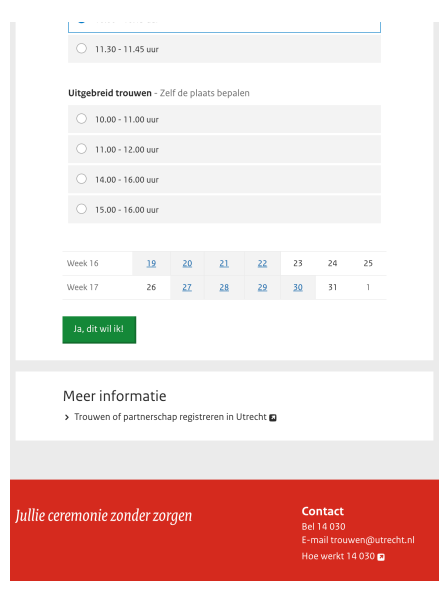 11.30 - 11.45 uur
Uitgebreid trouwen - Zelf de plaats bepalen
10.00 - 11.00 uur
11.00 - 12.00 uur
14.00 - 16.00 uur
15.00 - 16.00 uur
Week 16 19 20 21 22 23 24 25
Week 17 26 27 28 29 30 31 1
Ja, dit wil ik!
Meer informatie
Trouwen of partnerschap registreren in Utrecht
Jullie ceremonie zonder zorgen
Contact
Bel 14 030
E-mail trouwen@utrecht.nl
Hoe werkt 14 030